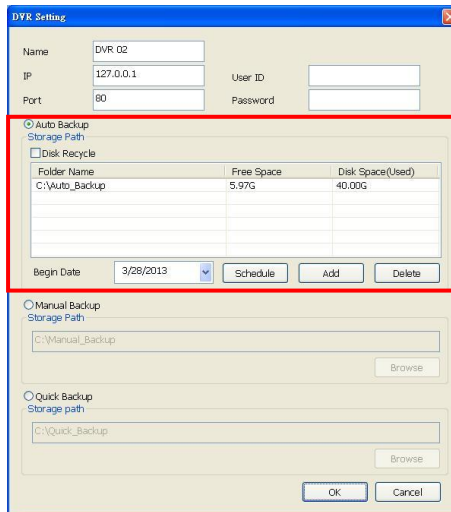 DVR Setting
Name DVR 02
IP 127.0.0.1 User ID
Port 80 Password
Auto Backup
Storage Path
Disk Recycle
Folder Name Free Space Disk Space(Used)
C:\Auto_Backup 5.97G 40.00G
Begin Date 3/28/2013 Schedule Add Delete
Manual Backup
Storage Path
C:\Manual_Backup
Browse
Quick Backup
Storage path
C:\Quick_Backup
Browse
OK Cancel